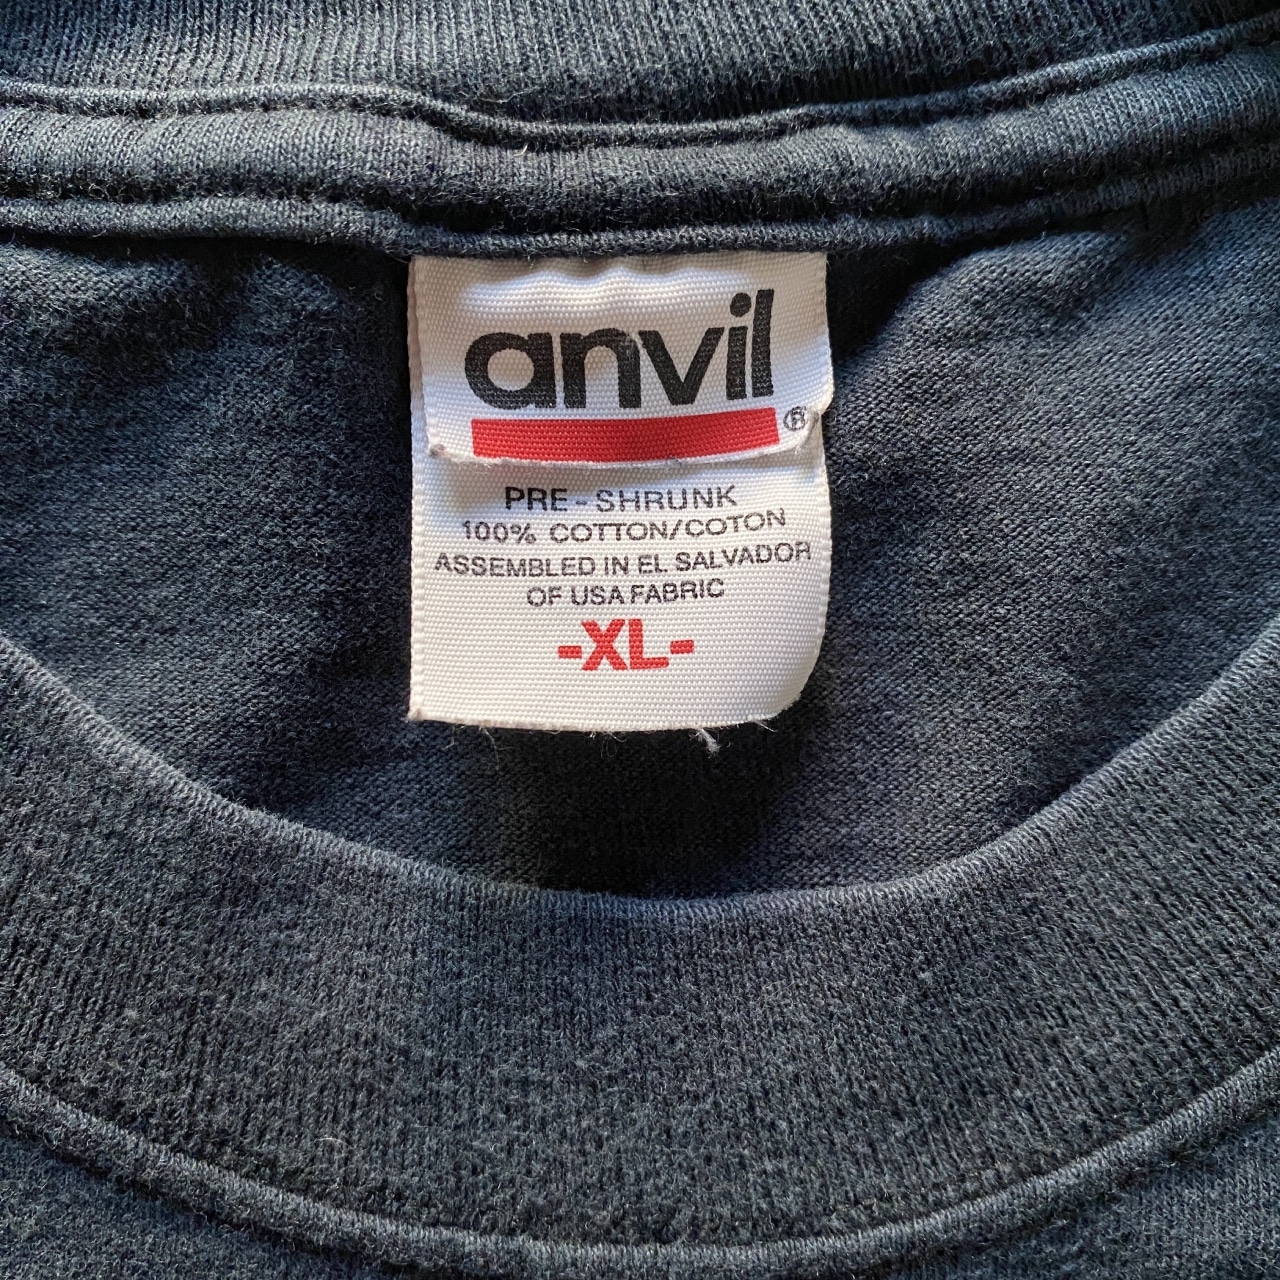 anvil®
PRE-SHRUNK
100% COTTON/COTON
ASSEMBLED IN EL SALVADOR
OF USA FABRIC
-XL-